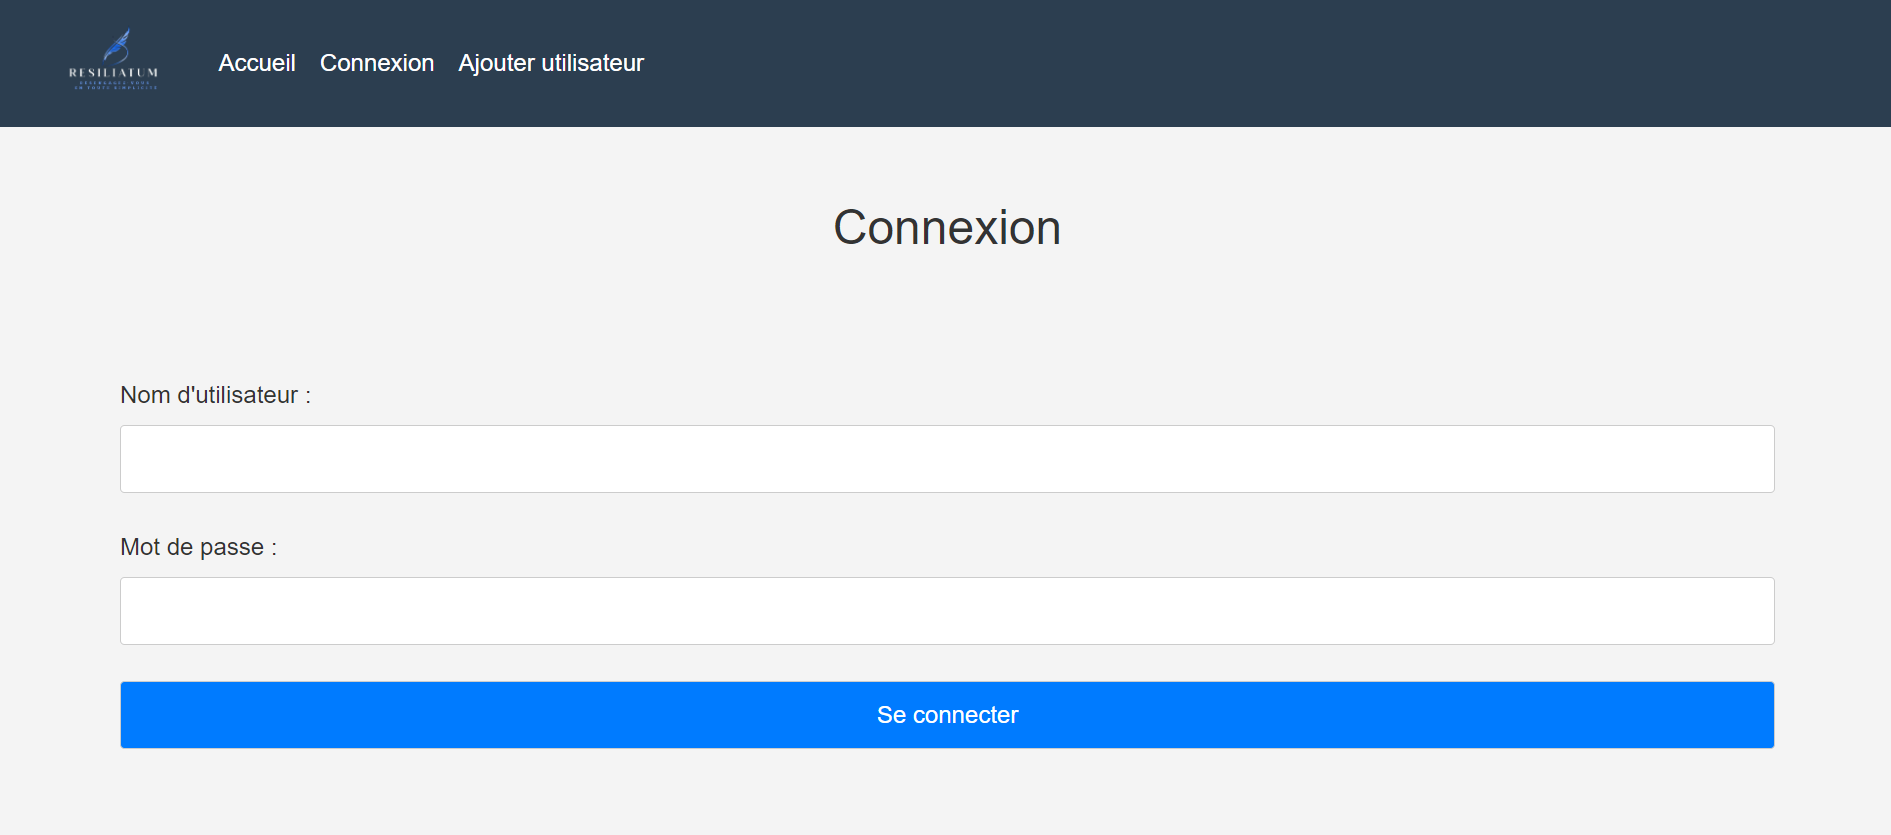 RESILIATUM
Accueil Connexion Ajouter utilisateur
Connexion
Nom d'utilisateur :
Mot de passe :
Se connecter